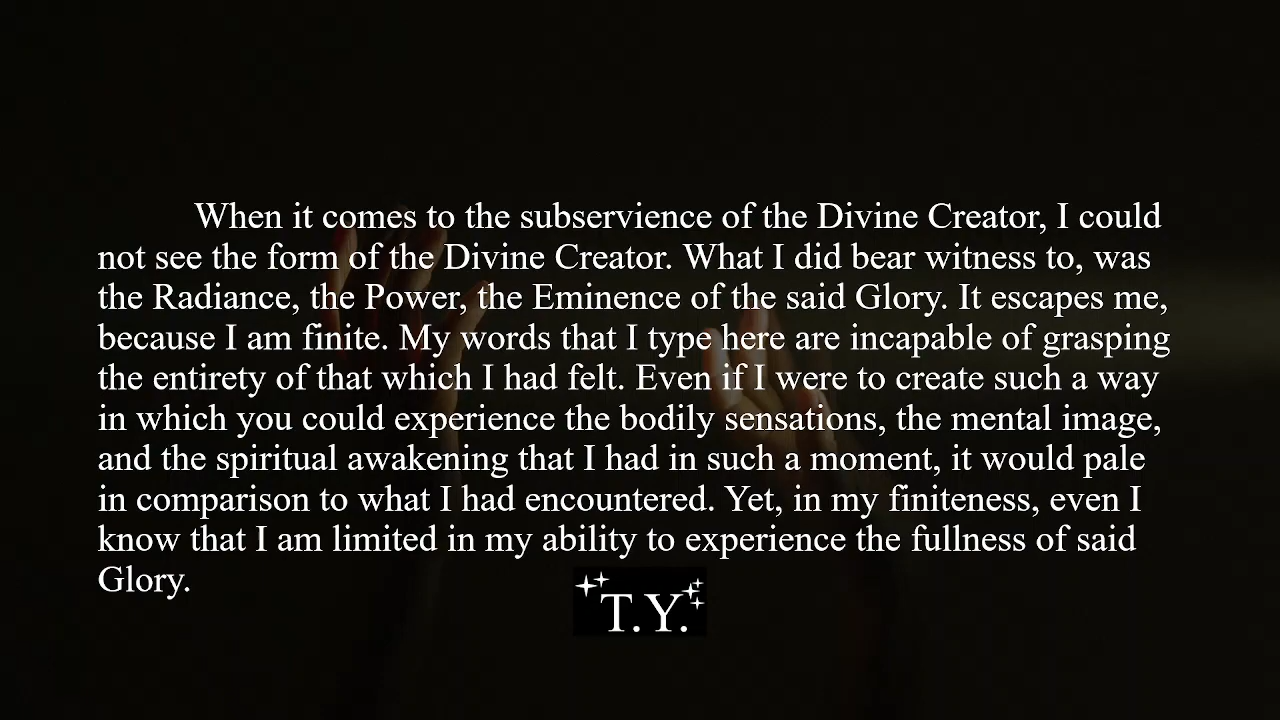 When it comes to the subservience of the Divine Creator, I could
not see the form of the Divine Creator. What I did bear witness to, was
the Radiance, the Power, the Eminence of the said Glory. It escapes me,
because I am finite. My words that I type here are incapable of grasping
the entirety of that which I had felt. Even if I were to create such a way
in which you could experience the bodily sensations, the mental image,
and the spiritual awakening that I had in such a moment, it would pale
in comparison to what I had encountered. Yet, in my finiteness, even I
know that I am limited in my ability to experience the fullness of said
Glory.
T.Y.